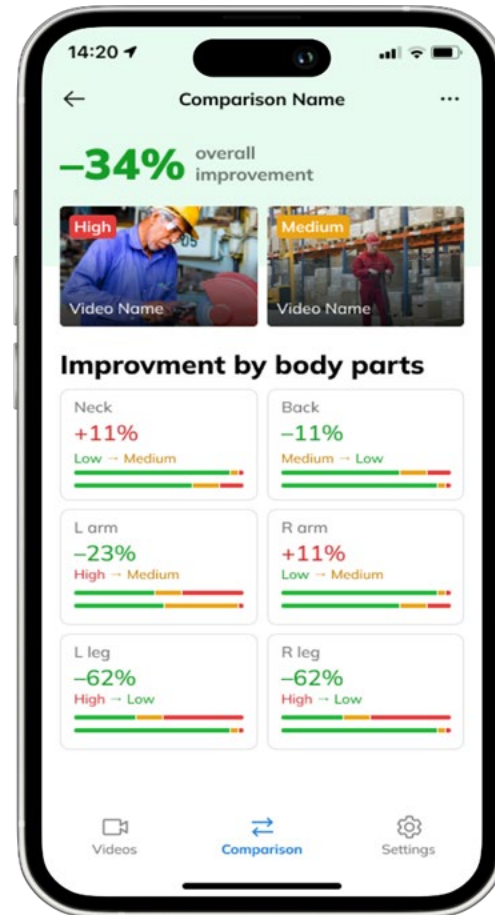 14:20
Comparison Name
–34% overall improvement
High
Medium
Video Name
Video Name
Improvment by body parts
Neck
+11%
Low → Medium
Back
–11%
Medium → Low
L arm
–23%
High → Medium
R arm
+11%
Low → Medium
L leg
–62%
High → Low
R leg
–62%
High → Low
Videos
Comparison
Settings